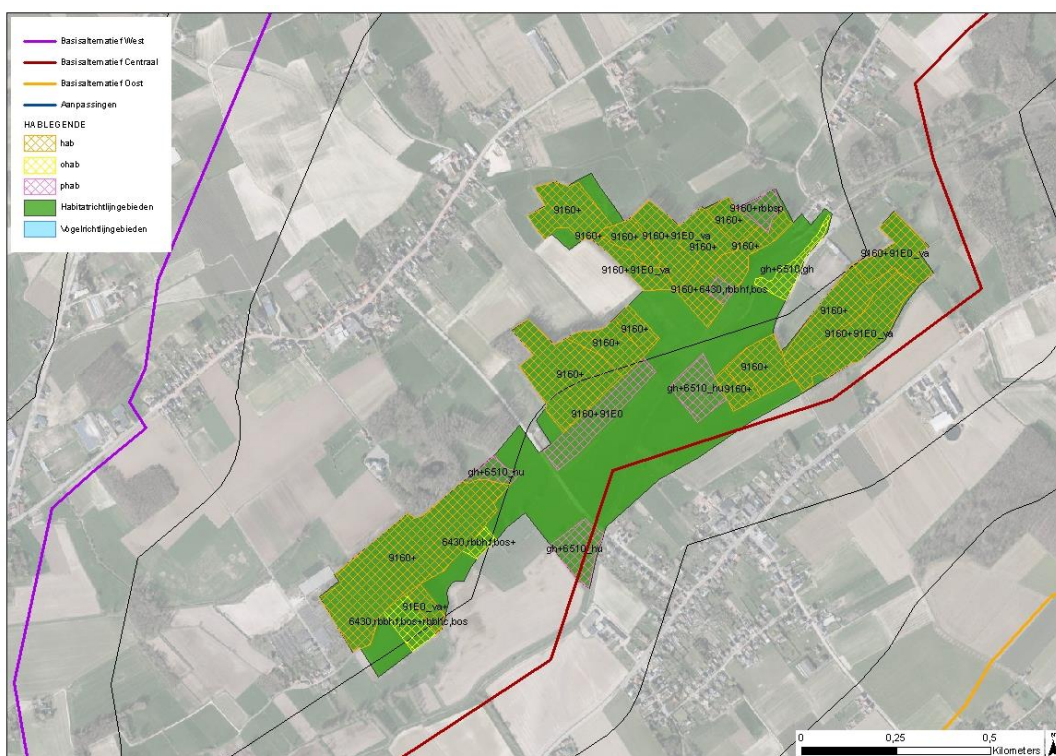 Basisalternatief West
Basisalternatief Centraal
Basisalternatief Oost
Aanpassingen
HABLEGENDE
hab
ohab
phab
Habitatrichtlijngebieden
Vogelrichtlijngebieden
9160+
9160+rbbsp
9160+
9160+
9160+
9160+91E0_va
9160+
9160+
9160+91E0_va
9160+91E0_va
gh+6510,gh
9160+6430,rbbhf,bos
9160+
9160+
9160+91E0_va
9160+
9160+
gh+6510_hu
9160+
9160+91E0
gh+6510_hu
6430,rbbhf,bos+
gh+6510_hu
9160+
91E0_va+
6430,rbbhf,bos+rbbhc,bos
0 0,25 0,5
Kilometers